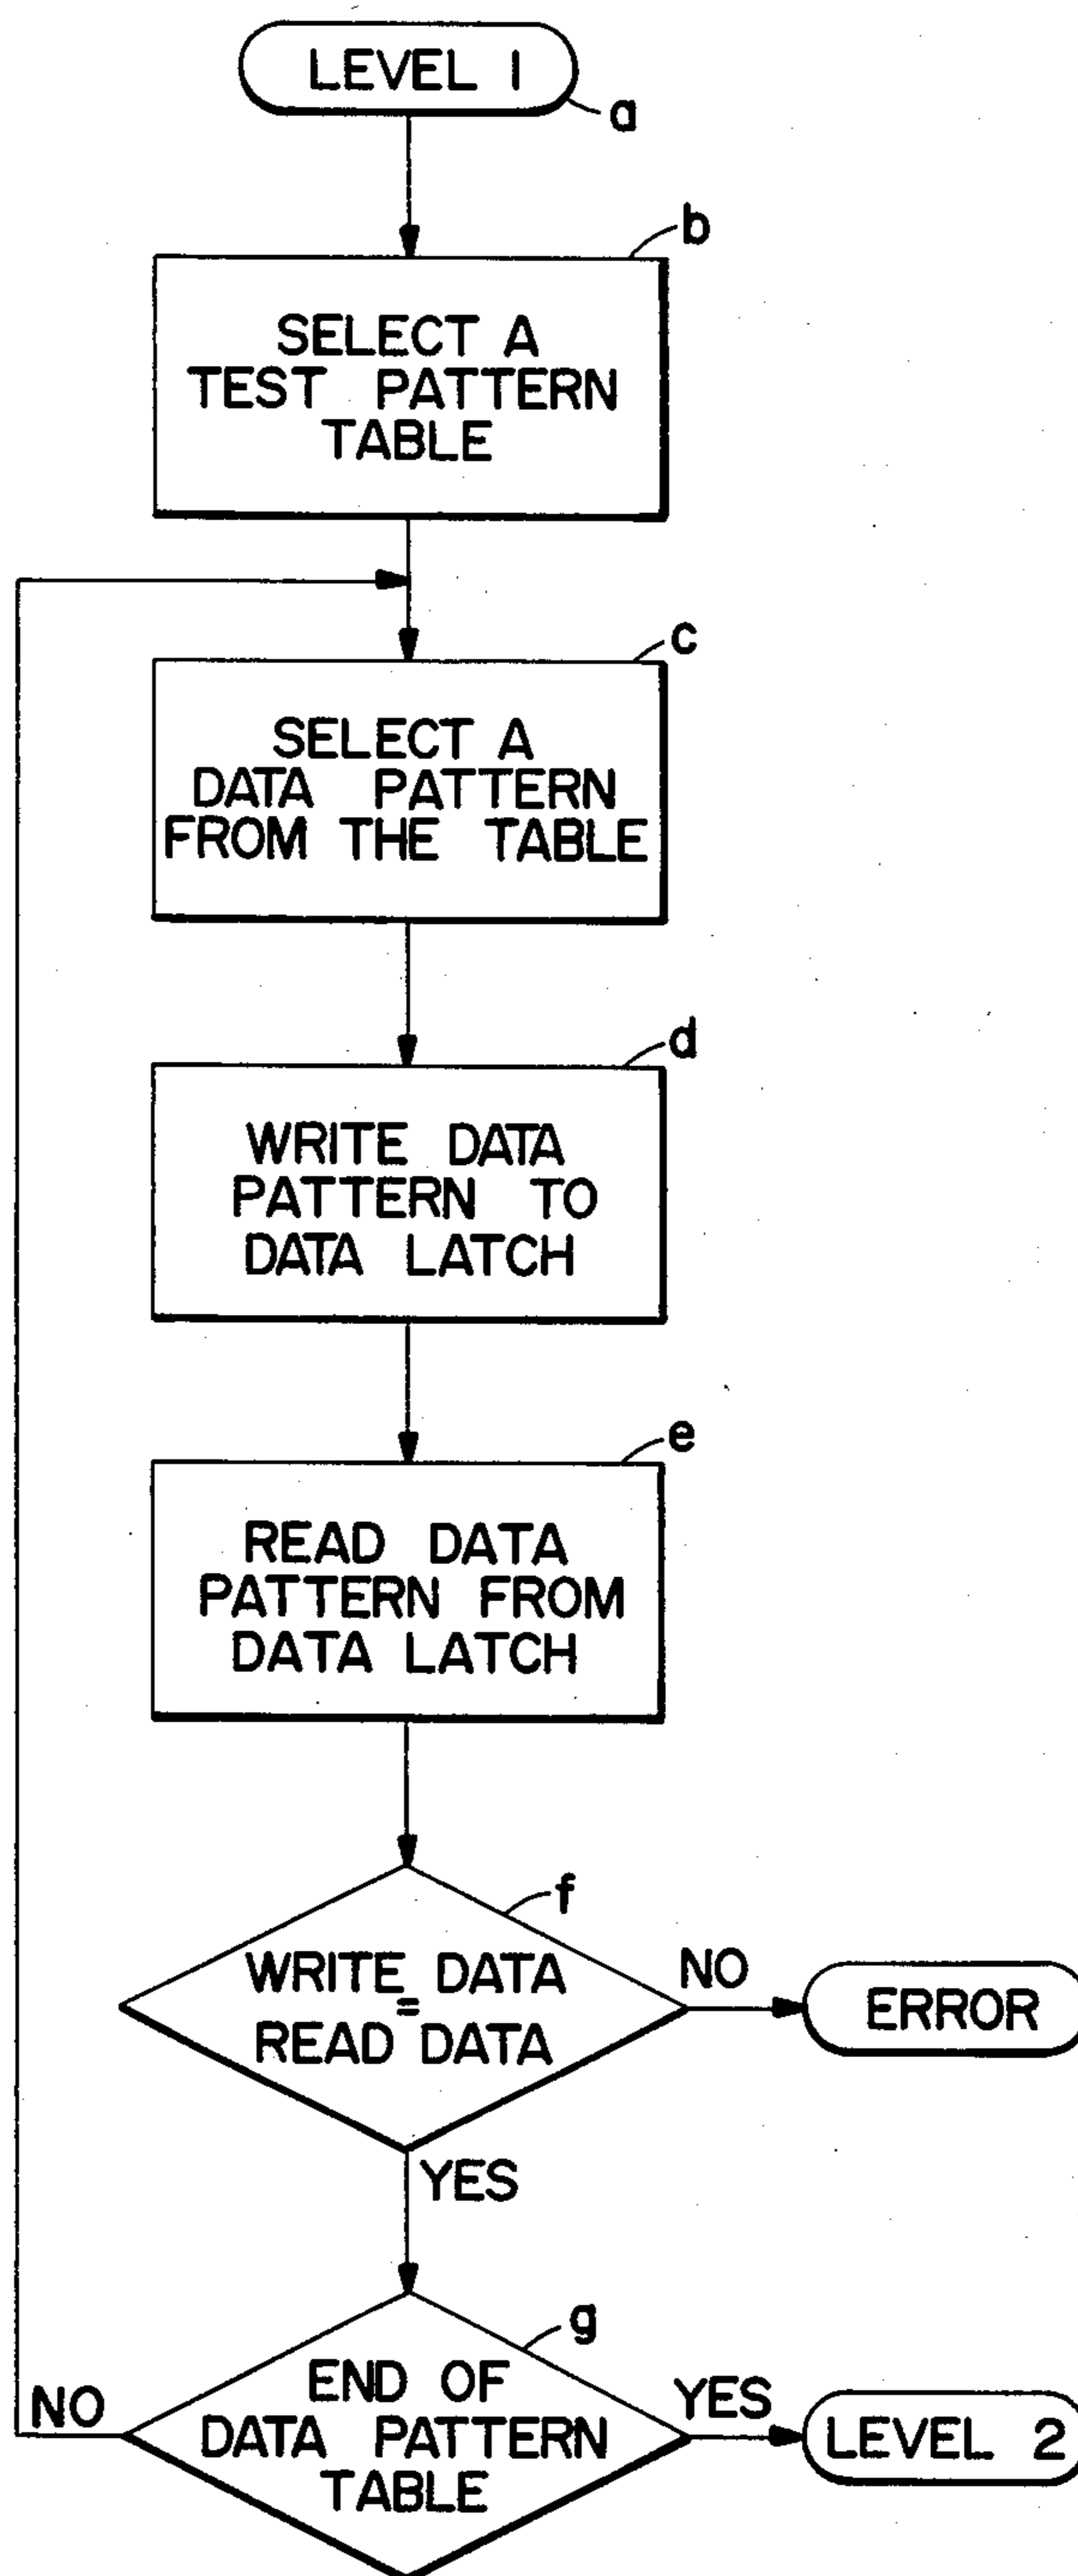 LEVEL 1
a
b
SELECT A
TEST PATTERN
TABLE
c
SELECT A
DATA PATTERN
FROM THE TABLE
d
WRITE DATA
PATTERN TO
DATA LATCH
e
READ DATA
PATTERN FROM
DATA LATCH
f
WRITE DATA
=
READ DATA
NO
ERROR
YES
g
END OF
DATA PATTERN
TABLE
NO
YES
LEVEL 2